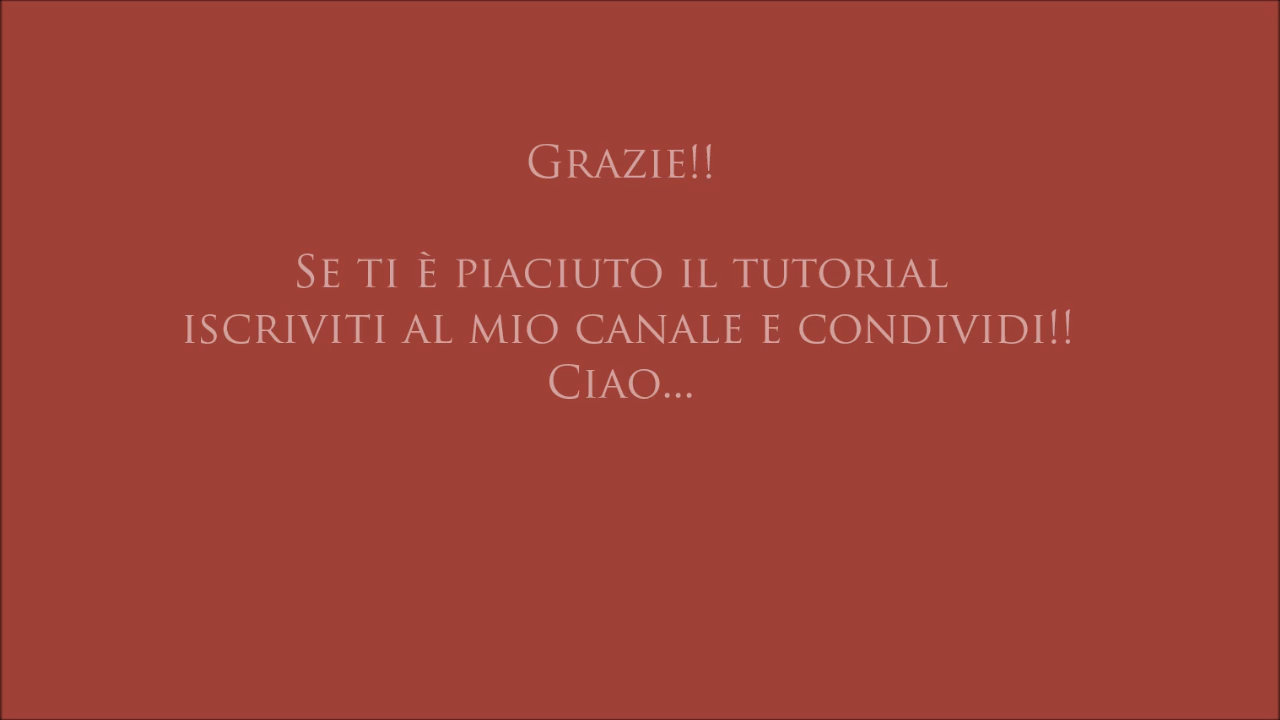 Grazie!!
Se ti è piaciuto il tutorial
iscriviti al mio canale e condividi!!
Ciao...